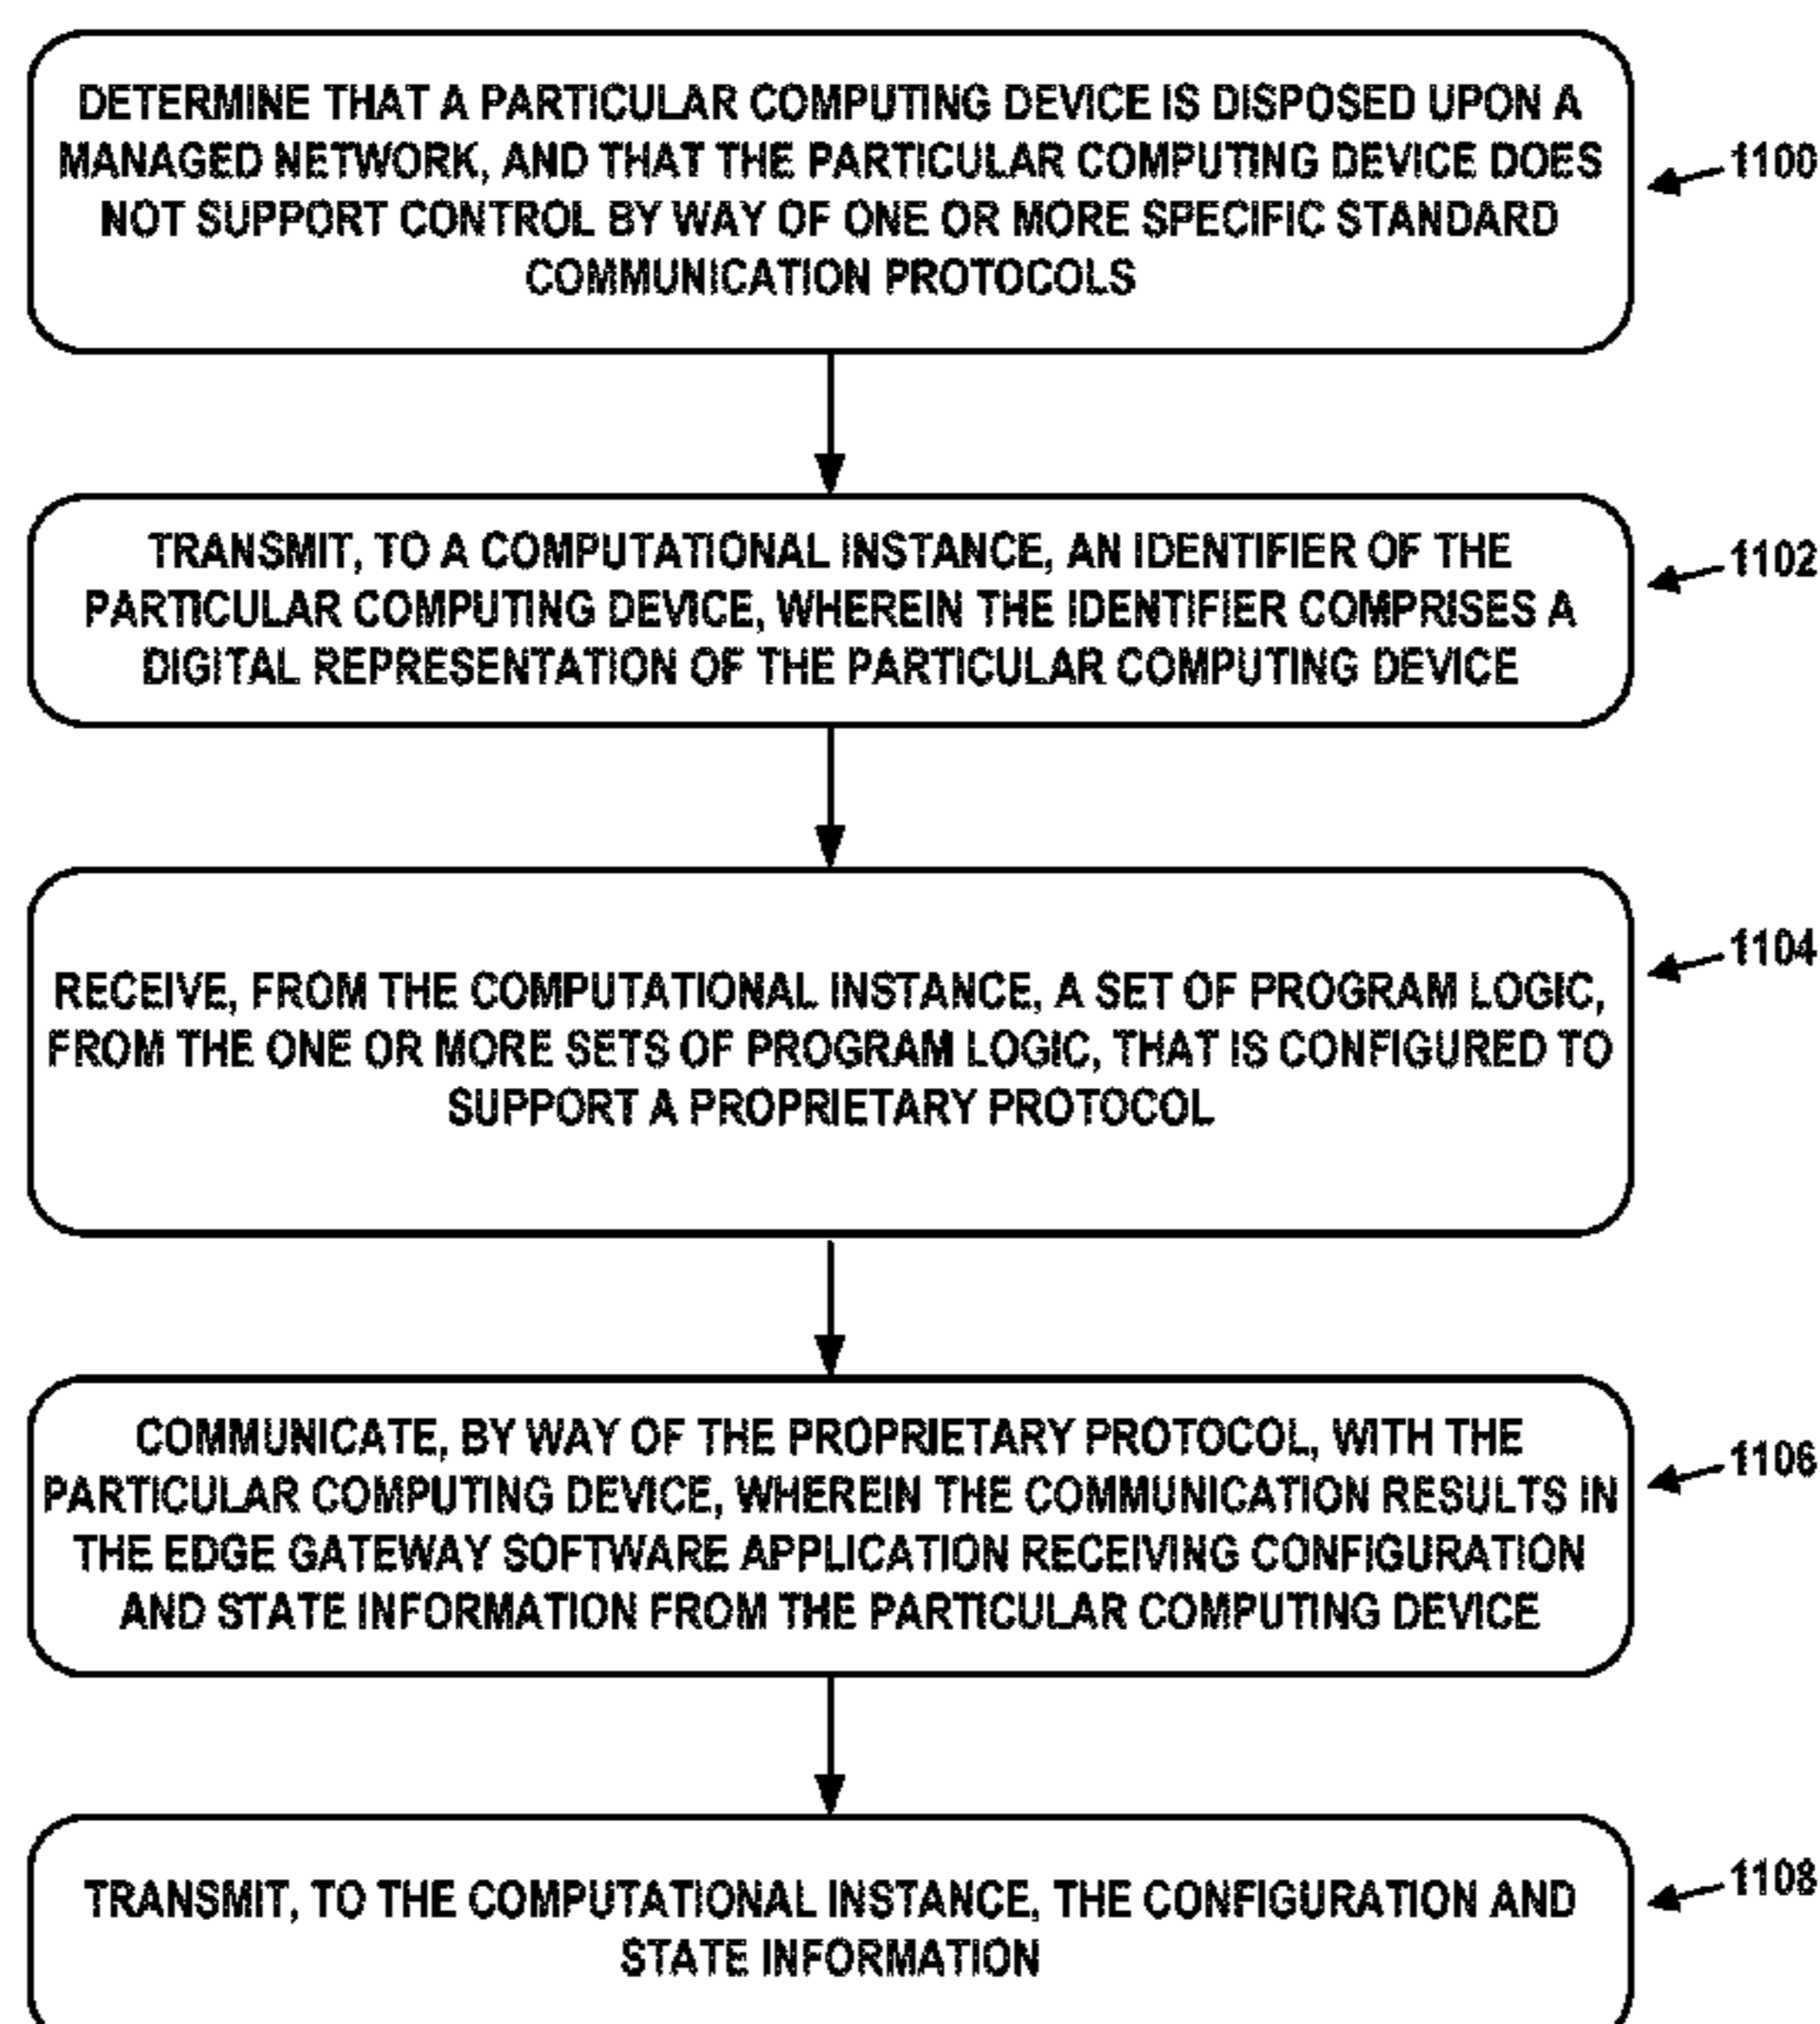 DETERMINE THAT A PARTICULAR COMPUTING DEVICE IS DISPOSED UPON A
MANAGED NETWORK, AND THAT THE PARTICULAR COMPUTING DEVICE DOES
NOT SUPPORT CONTROL BY WAY OF ONE OR MORE SPECIFIC STANDARD
COMMUNICATION PROTOCOLS
1100
TRANSMIT, TO A COMPUTATIONAL INSTANCE, AN IDENTIFIER OF THE
PARTICULAR COMPUTING DEVICE, WHEREIN THE IDENTIFIER COMPRISES A
DIGITAL REPRESENTATION OF THE PARTICULAR COMPUTING DEVICE
1102
RECEIVE, FROM THE COMPUTATIONAL INSTANCE, A SET OF PROGRAM LOGIC,
FROM THE ONE OR MORE SETS OF PROGRAM LOGIC, THAT IS CONFIGURED TO
SUPPORT A PROPRIETARY PROTOCOL
1104
COMMUNICATE, BY WAY OF THE PROPRIETARY PROTOCOL, WITH THE
PARTICULAR COMPUTING DEVICE, WHEREIN THE COMMUNICATION RESULTS IN
THE EDGE GATEWAY SOFTWARE APPLICATION RECEIVING CONFIGURATION
AND STATE INFORMATION FROM THE PARTICULAR COMPUTING DEVICE
1106
TRANSMIT, TO THE COMPUTATIONAL INSTANCE, THE CONFIGURATION AND
STATE INFORMATION
1108